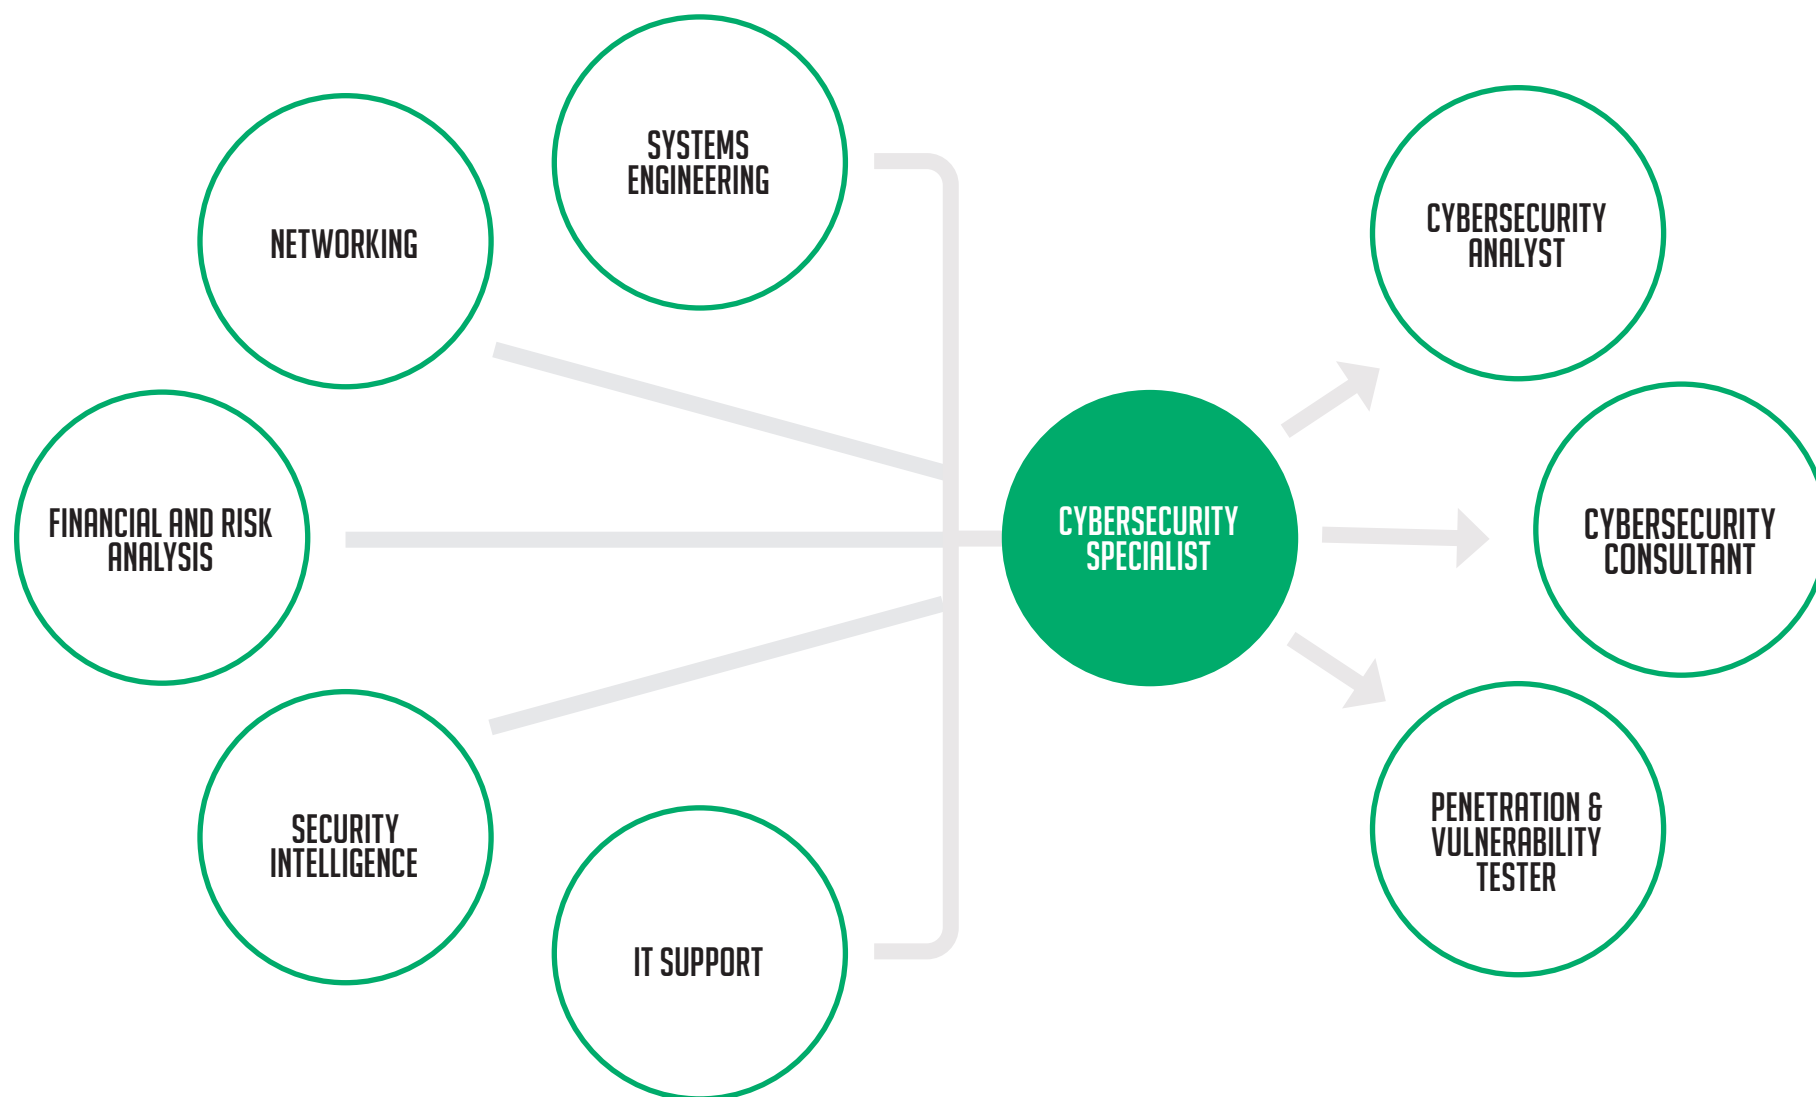 SYSTEMS
ENGINEERING
NETWORKING
FINANCIAL AND RISK
ANALYSIS
SECURITY
INTELLIGENCE
IT SUPPORT
CYBERSECURITY
SPECIALIST
CYBERSECURITY
ANALYST
CYBERSECURITY
CONSULTANT
PENETRATION &
VULNERABILITY
TESTER